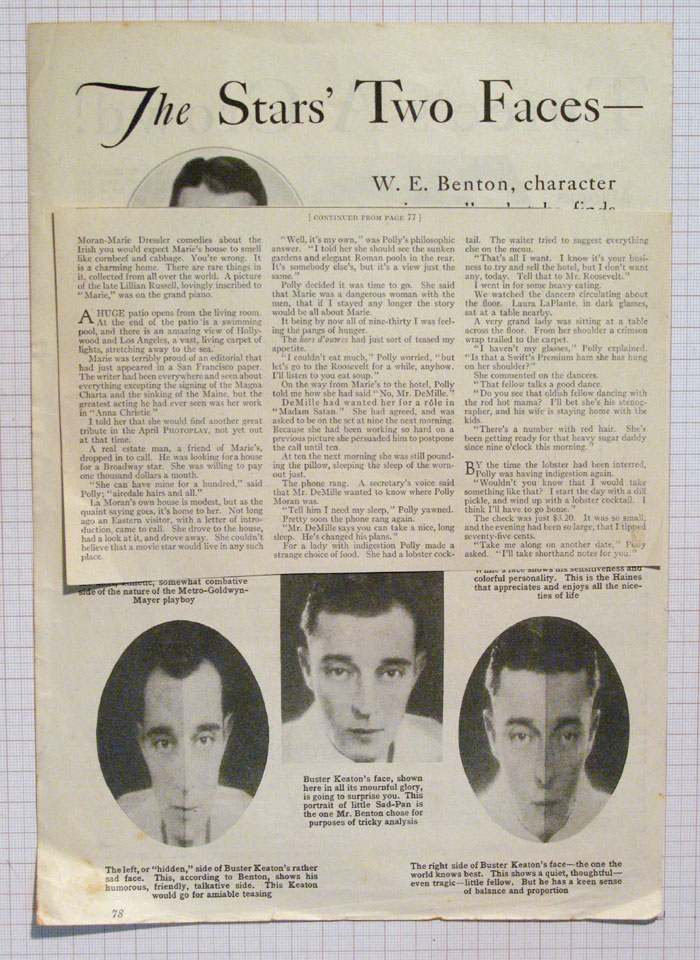 The Stars' Two Faces—
W. E. Benton, character
[ CONTINUED FROM PAGE 77 ]
Moran-Marie Dressler comedies about the
Irish you would expect Marie's house to smell
like cornbeef and cabbage. You're wrong. It
is a charming home. There are rare things in
it, collected from all over the world. A picture
of the late Lillian Russell, lovingly inscribed to
"Marie," was on the grand piano.
A HUGE patio opens from the living room.
At the end of the patio is a swimming
pool, and there is an amazing view of Holly-
wood and Los Angeles, a vast, living carpet of
lights, stretching away to the sea.
Marie was terribly proud of an editorial that
had just appeared in a San Francisco paper.
The writer had been everywhere and seen about
everything excepting the signing of the Magna
Charta and the sinking of the Maine, but the
greatest acting he had ever seen was her work
in "Anna Christie."
I told her that she would find another great
tribute in the April PHOTOPLAY, not yet out
at that time.
A real estate man, a friend of Marie's,
dropped in to call. He was looking for a house
for a Broadway star. She was willing to pay
one thousand dollars a month.
"She can have mine for a hundred," said
Polly; "airedale hairs and all."
La Moran's own house is modest, but as the
quaint saying goes, it's home to her. Not long
ago an Eastern visitor, with a letter of intro-
duction, came to call. She drove to the house,
had a look at it, and drove away. She couldn't
believe that a movie star would live in any such
place.
"Well, it's my own," was Polly's philosophic
answer. "I told her she should see the sunken
gardens and elegant Roman pools in the rear.
It's somebody else's, but it's a view just the
same."
Polly decided it was time to go. She said
that Marie was a dangerous woman with the
men, that if I stayed any longer the story
would be all about Marie.
It being by now all of nine-thirty I was feel-
ing the pangs of hunger.
The hors d'œuvres had just sort of teased my
appetite.
"I couldn't eat much," Polly worried, "but
let's go to the Roosevelt for a while, anyhow.
I'll listen to you eat soup."
On the way from Marie's to the hotel, Polly
told me how she had said "No, Mr. DeMille."
DeMille had wanted her for a rôle in
"Madam Satan." She had agreed, and was
asked to be on the set at nine the next morning.
Because she had been working so hard on a
previous picture she persuaded him to postpone
the call until ten.
At ten the next morning she was still pound-
ing the pillow, sleeping the sleep of the worn-
out just.
The phone rang. A secretary's voice said
that Mr. DeMille wanted to know where Polly
Moran was.
"Tell him I need my sleep," Polly yawned.
Pretty soon the phone rang again.
"Mr. DeMille says you can take a nice, long
sleep. He's changed his plans."
For a lady with indigestion Polly made a
strange choice of food. She had a lobster cock-
tail. The waiter tried to suggest everything
else on the menu.
"That's all I want. I know it's your busi-
ness to try and sell the hotel, but I don't want
any, today. Tell that to Mr. Roosevelt."
I went in for some heavy eating.
We watched the dancers circulating about
the floor. Laura LaPlante, in dark glasses,
sat at a table nearby.
A very grand lady was sitting at a table
across the floor. From her shoulder a crimson
wrap trailed to the carpet.
"I haven't my glasses," Polly explained.
"Is that a Swift's Premium ham she has hung
on her shoulder?"
She commented on the dancers.
"That fellow talks a good dance.
"Do you see that oldish fellow dancing with
the red hot mama? I'll bet she's his stenog-
rapher, and his wife is staying home with the
kids.
"There's a number with red hair. She's
been getting ready for that heavy sugar daddy
since nine o'clock this morning."
BY the time the lobster had been interred,
Polly was having indigestion again.
"Wouldn't you know that I would take
something like that? I start the day with a dill
pickle, and wind up with a lobster cocktail. I
think I'll have to go home."
The check was just $3.20. It was so small,
and the evening had been so large, that I tipped
seventy-five cents.
"Take me along on another date," Polly
asked. "I'll take shorthand notes for you."
somewhat combative
side of the nature of the Metro-Goldwyn-
Mayer playboy
colorful personality. This is the Haines
that appreciates and enjoys all the nice-
ties of life
Buster Keaton's face, shown
here in all its mournful glory,
is going to surprise you. This
portrait of little Sad-Pan is
the one Mr. Benton chose for
purposes of tricky analysis
The left, or "hidden," side of Buster Keaton's rather
sad face. This, according to Benton, shows his
humorous, friendly, talkative side. This Keaton
would go for amiable teasing
The right side of Buster Keaton's face—the one the
world knows best. This shows a quiet, thoughtful—
even tragic—little fellow. But he has a keen sense
of balance and proportion
78